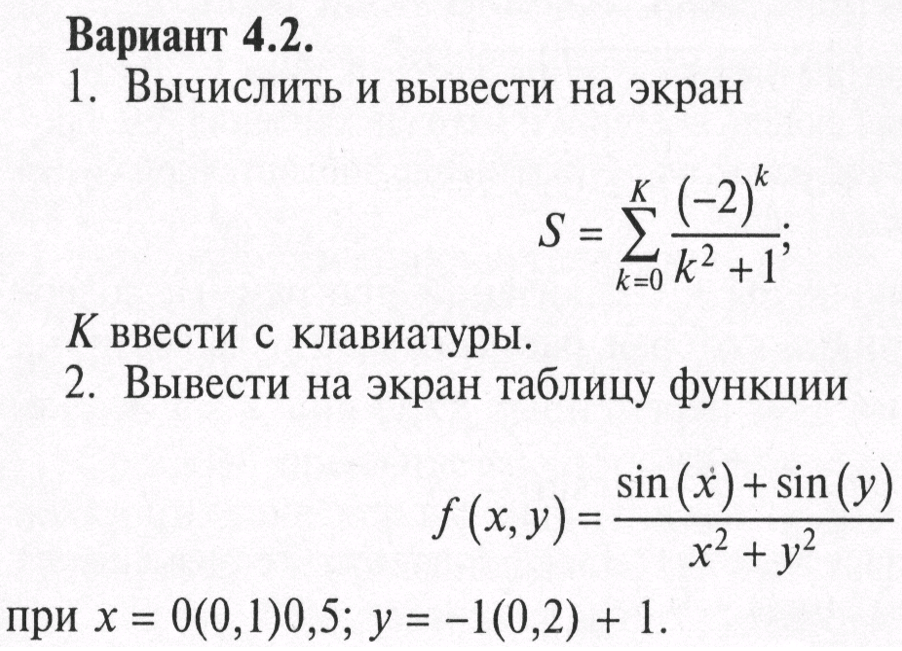 Вариант 4.2.
1. Вычислить и вывести на экран
S = \sum_{k=0}^{K} \frac{(-2)^k}{k^2 + 1};
K ввести с клавиатуры.
2. Вывести на экран таблицу функции
f(x, y) = \frac{\sin(x) + \sin(y)}{x^2 + y^2}
при x = 0(0,1)0,5; y = –1(0,2) + 1.